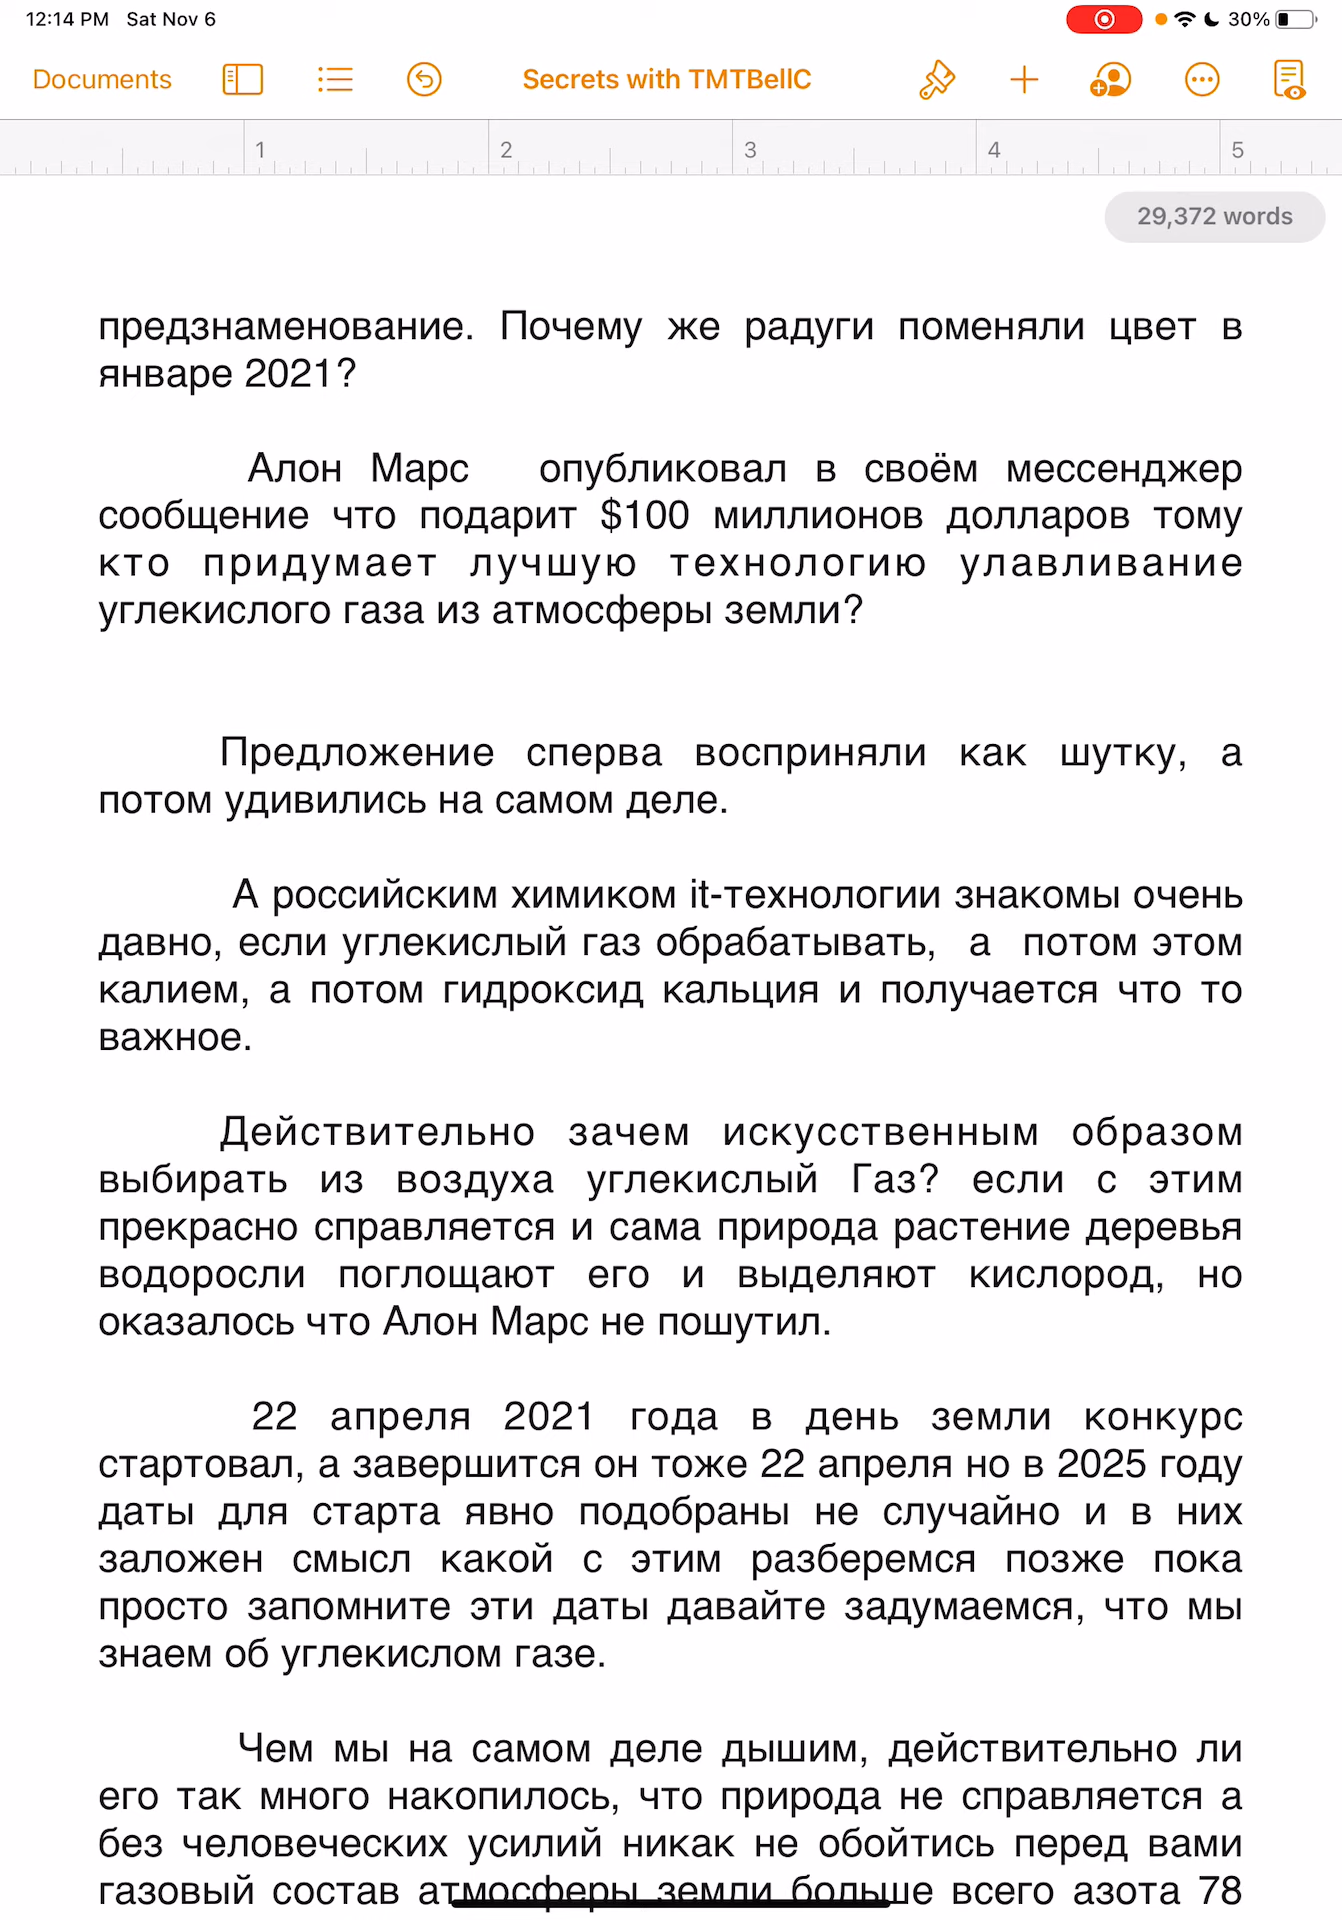 12:14 PM Sat Nov 6 30%
Documents Secrets with TMTBellC
1 2 3 4 5
29,372 words
предзнаменование. Почему же радуги поменяли цвет в
январе 2021?
Алон Марс опубликовал в своём мессенджер
сообщение что подарит $100 миллионов долларов тому
кто придумает лучшую технологию улавливание
углекислого газа из атмосферы земли?
Предложение сперва восприняли как шутку, а
потом удивились на самом деле.
А российским химиком it-технологии знакомы очень
давно, если углекислый газ обрабатывать, а потом этом
калием, а потом гидроксид кальция и получается что то
важное.
Действительно зачем искусственным образом
выбирать из воздуха углекислый Газ? если с этим
прекрасно справляется и сама природа растение деревья
водоросли поглощают его и выделяют кислород, но
оказалось что Алон Марс не пошутил.
22 апреля 2021 года в день земли конкурс
стартовал, а завершится он тоже 22 апреля но в 2025 году
даты для старта явно подобраны не случайно и в них
заложен смысл какой с этим разберемся позже пока
просто запомните эти даты давайте задумаемся, что мы
знаем об углекислом газе.
Чем мы на самом деле дышим, действительно ли
его так много накопилось, что природа не справляется а
без человеческих усилий никак не обойтись перед вами
газовый состав атмосферы земли больше всего азота 78